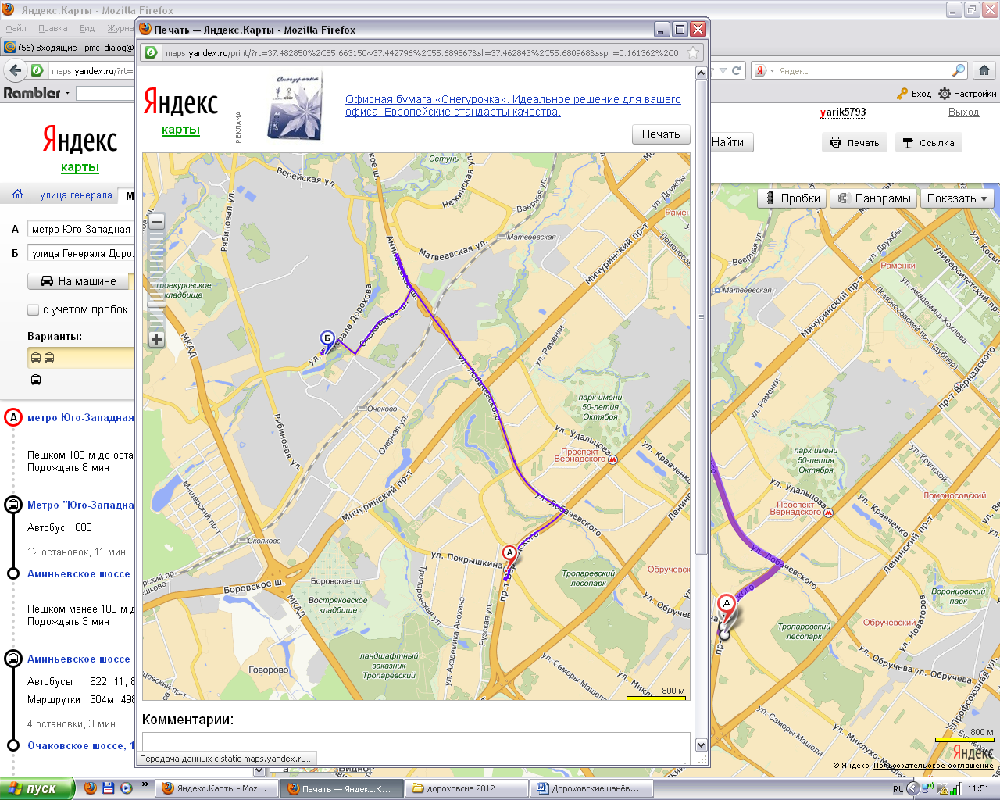 Яндекс.Карты - Mozilla Firefox
Файл Правка Вид Журна
(56) Входящие - pmc_dialog@
maps.yandex.ru/?rt=
Rambler
Яндекс
карты
улица генерала М
А метро Юго-Западная
Б улица Генерала Дорох
На машине
с учетом пробок
Варианты:
А метро Юго-Западная
Пешком 100 м до оста
Подождать 8 мин
Метро "Юго-Западна
Автобус 688
12 остановок, 11 мин
Аминьевское шоссе
Пешком менее 100 м д
Подождать 3 мин
Аминьевское шоссе
Автобусы 622, 11, 8
Маршрутки 304м, 498
4 остановки, 3 мин
Очаковское шоссе, 1
Печать — Яндекс.Карты - Mozilla Firefox
maps.yandex.ru/print/?rt=37.482850%2C55.663150~37.442796%2C55.689867&sll=37.462843%2C55.680968&sspn=0.161362%2C0.
Яндекс
карты
РЕКЛАМА
Снегурочка
Офисная бумага «Снегурочка». Идеальное решение для вашего
офиса. Европейские стандарты качества.
Печать
Верейская ул.
Сетунь
Нежинская ул.
Веерная ул.
ул. Дружбы
Рябиновая ул.
Матвеевская
Матвеевская ул.
Мичуринский пр-т
Раменк
Ломоносовс
Троекуровское
кладбище
Аминьевское ш.
ул. Генерала Дорохова
Очаковское ш.
Б
МКАД
ул. Раменки
ул. Лобачевского
Очаково
Озерная ул.
Рябиновая ул.
парк имени
50-летия
Октября
ул. Удальцова
Проспект
Вернадского
ул. Кравченко
Ленинский
Мещерский пр-т
Мичуринский пр-т
ул. Лобачевского
Сколково
А
пр-т Вернадского
ул. Покрышкина
Боровское ш.
Боровское ш.
МКАД
Востряковское
кладбище
Тропаревская ул.
Тропаревский
лесопарк
Обручевск
ул. Обручева
ул. Академика Анохина
Рузская ул.
ландшафтный
заказник
Тропаревский
Говорово
ул. Саморы Машела
ул. Миклух
800 м
Комментарии:
Передача данных с static-maps.yandex.ru...
Яндекс
Вход Настройки
yarik5793 Выход
Найти Печать Ссылка
Пробки Панорамы Показать
Веерная ул.
ул. Дружбы
ул. Косы
Раменки
Университетский пр-т
Матвеевская
Мичуринский пр-т
ул. Академика Хохлова
Ломоносовский пр-т
Ломоносовский пр-т (дублер)
ул. Раменки
пр-т Вернадского
парк имени
50-летия
Октября
ул. Крупской
ул. Удальцова
Ломоносовский
Проспект
Вернадского
ул. Кравченко
Ленинский пр-т
ул. Лобачевского
Воронцовский
парк
А
Тропаревский
лесопарк
Обручевский
ул. Новаторов
ул. Обручева
ул. Обручева
ул. Саморы Машела
ул. Миклухо-Мак
Профсоюзная ул.
800 м
Яндекс
© Яндекс Пользовательское соглашение
пуск
Яндекс.Карты - Moz...
Печать — Яндекс.К...
дороховсие 2012
Дороховские манёв...
RL
11:51